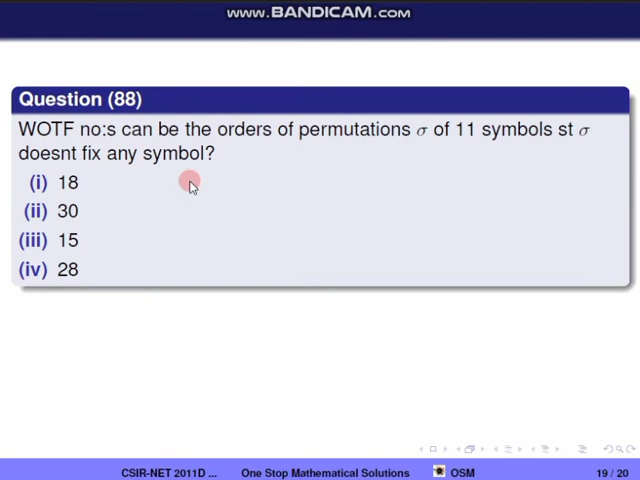 www.BANDICAM.com
Question (88)
WOTF no:s can be the orders of permutations σ of 11 symbols st σ
doesnt fix any symbol?
(i) 18
(ii) 30
(iii) 15
(iv) 28
CSIR-NET 2011D ... One Stop Mathematical Solutions OSM 19 / 20